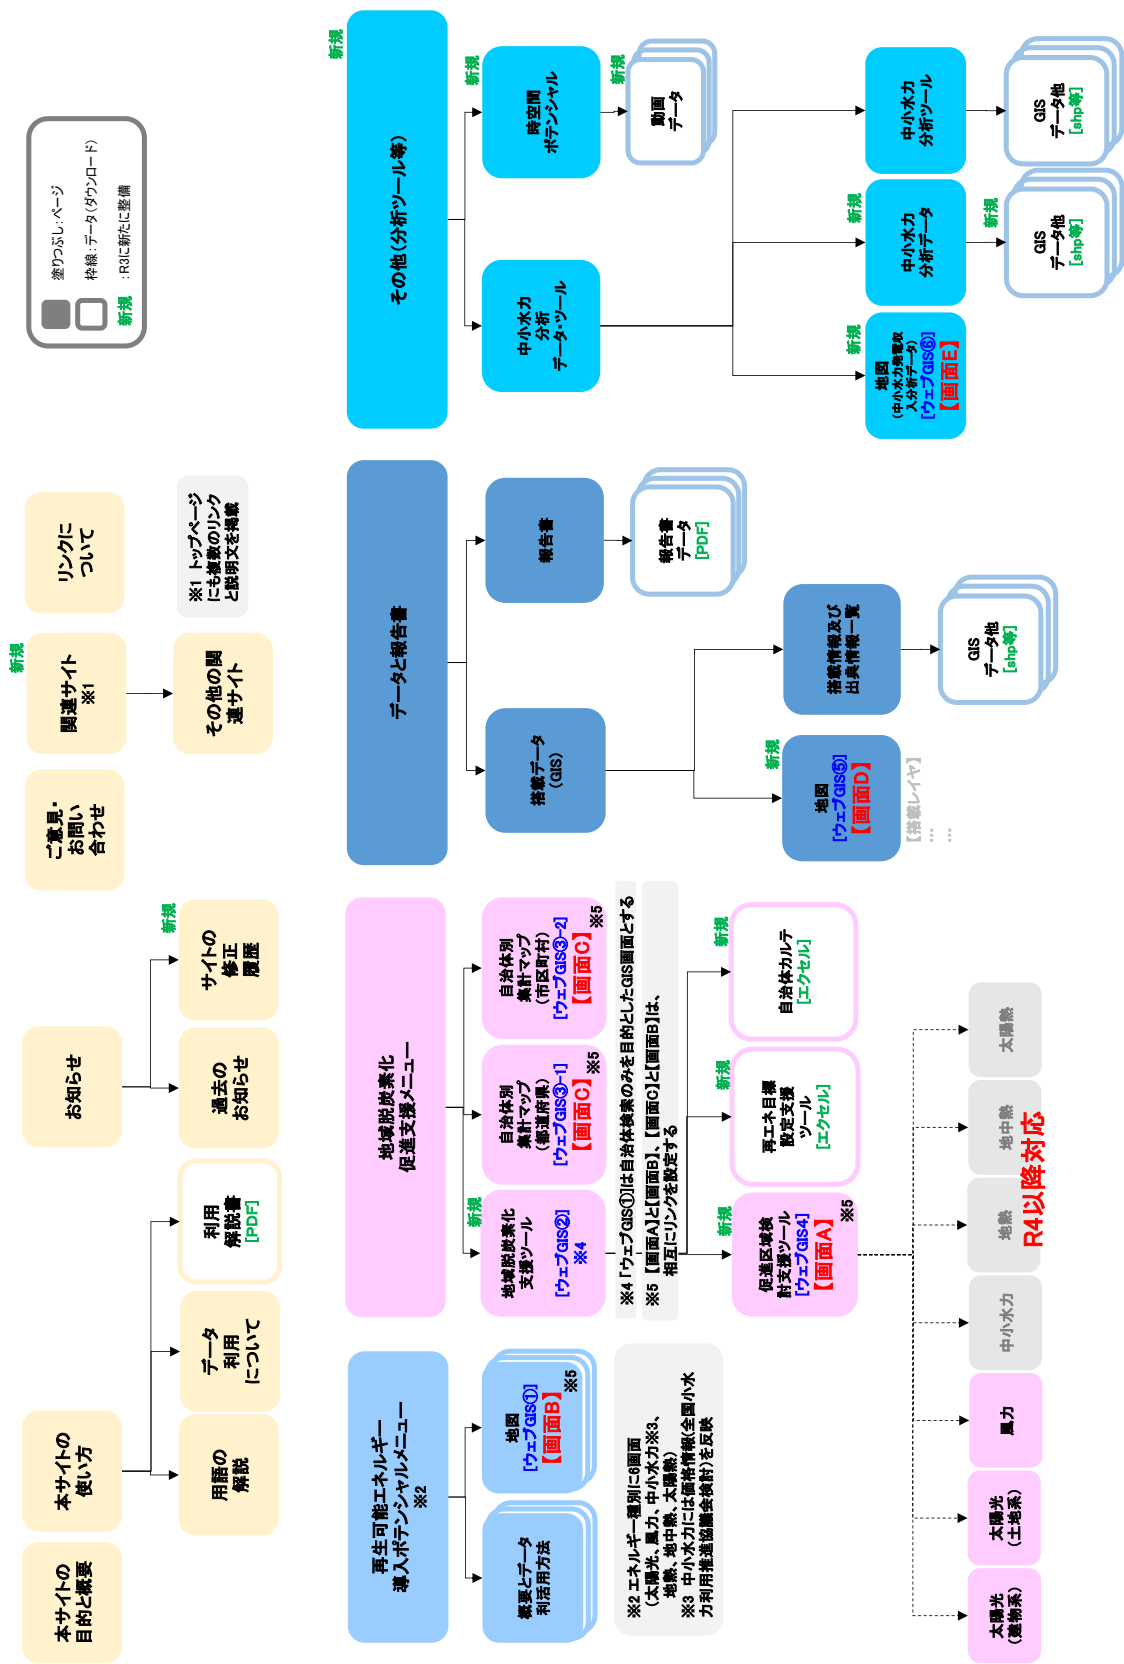 本サイトの
目的と概要
本サイトの
使い方
用語の
解説
データ
利用
について
利用
解説書
[PDF]
お知らせ
過去の
お知らせ
新規
サイトの
修正
履歴
ご意見・
お問い
合わせ
新規
関連サイト
※1
その他の関
連サイト
リンクに
ついて
※1 トップページ
にも複数のリンク
と説明文を掲載
塗りつぶし:ページ
枠線:データ(ダウンロード)
新規
:R3に新たに整備
再生可能エネルギー
導入ポテンシャルメニュー
※2
概要とデータ
利活用方法
地図
[ウェブGIS①]
【画面B】
※5
※2 エネルギー種別に6画面
(太陽光、風力、中小水力※3、
地熱、地中熱、太陽熱)
※3 中小水力には価格情報(全国小水
力利用推進協議会検討)を反映
地域脱炭素化
促進支援メニュー
新規
地域脱炭素化
支援ツール
[ウェブGIS②]
※4
自治体別
集計マップ
(都道府県)
[ウェブGIS③-1]
【画面C】
※5
自治体別
集計マップ
(市区町村)
[ウェブGIS③-2]
【画面C】
※5
※4 「ウェブGIS①」は自治体検索のみを目的としたGIS画面とする
※5 【画面A】と【画面B】、【画面C】と【画面B】は、
相互にリンクを設定する
新規
促進区域検
討支援ツール
[ウェブGIS4]
【画面A】
※5
新規
再エネ目標
設定支援
ツール
[エクセル]
新規
自治体カルテ
[エクセル]
太陽光
(建物系)
太陽光
(土地系)
風力
中小水力
地熱
地中熱
太陽熱
R4以降対応
データと報告書
搭載データ
(GIS)
報告書
報告書
データ
[PDF]
新規
地図
[ウェブGIS⑤]
【画面D】
【搭載レイヤ】
…
…
搭載情報及び
出典情報一覧
GIS
データ他
[shp等]
新規
その他(分析ツール等)
中小水力
分析
データ・ツール
新規
時空間
ポテンシャル
新規
動画
データ
新規
地図
(中小水力発電収
入分析データ)
[ウェブGIS⑥]
【画面E】
新規
中小水力
分析データ
中小水力
分析ツール
新規
GIS
データ他
[shp等]
GIS
データ他
[shp等]